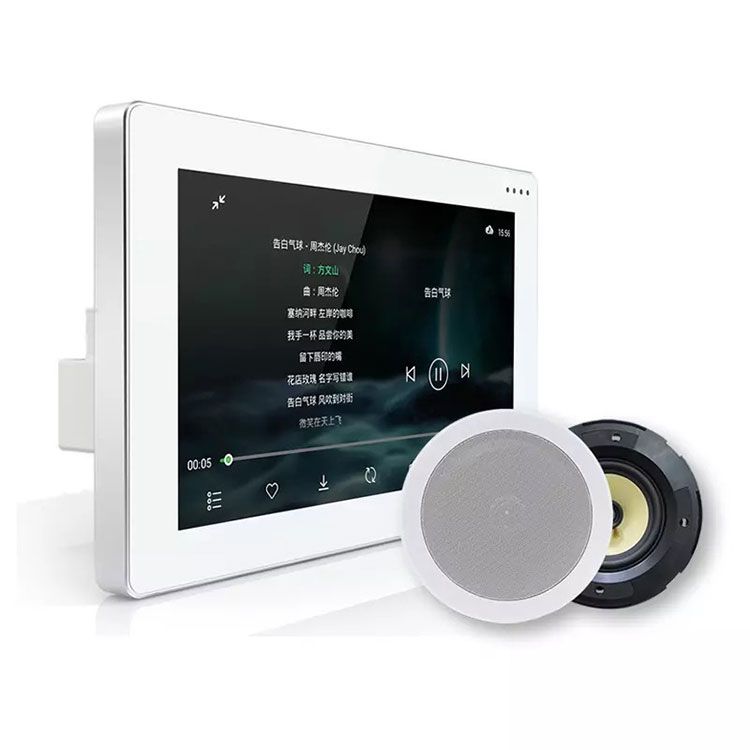 15:56
告白气球 - 周杰伦 (Jay Chou)
词：方文山
曲：周杰伦
塞纳河畔 左岸的咖啡
我手一杯 品尝你的美
留下唇印的嘴
花店玫瑰 名字写错谁
告白气球 风吹到对街
微笑在天上飞
告白气球
00:05